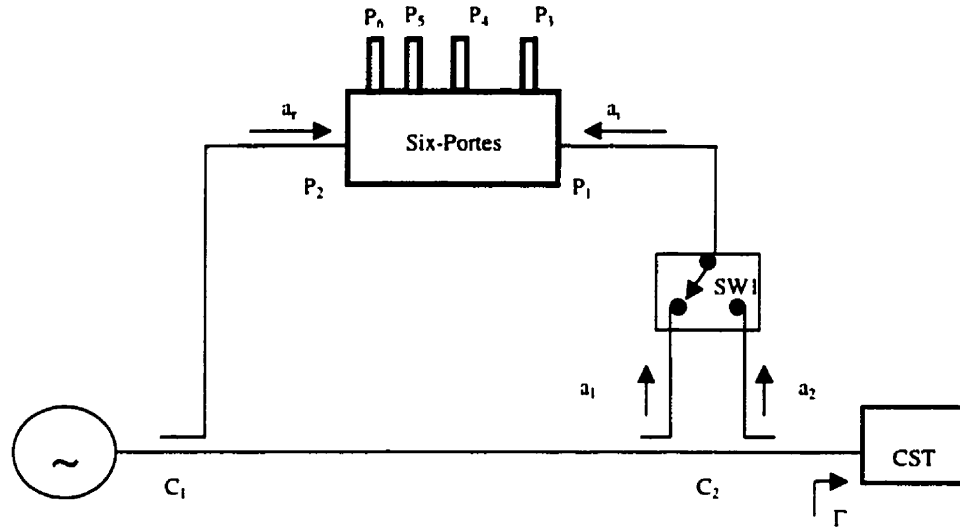 P₆ P₅ P₄ P₃
aᵣ aᵢ
Six-Portes
P₂ P₁
SW1
a₁ a₂
~ CST
C₁ C₂
Γ